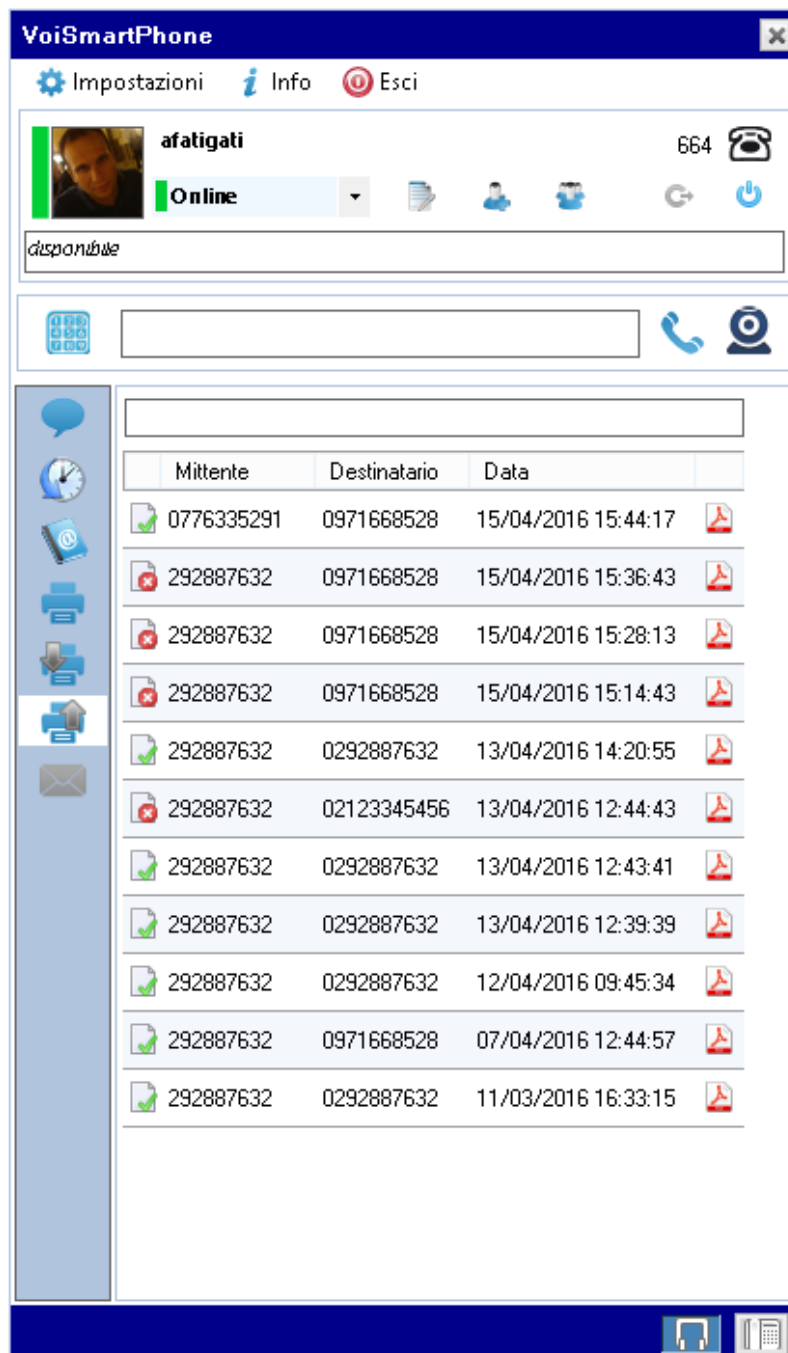 VoiSmartPhone
Impostazioni Info Esci
afatigati 664
Online
disponibile
Mittente Destinatario Data
0776335291 0971668528 15/04/2016 15:44:17
292887632 0971668528 15/04/2016 15:36:43
292887632 0971668528 15/04/2016 15:28:13
292887632 0971668528 15/04/2016 15:14:43
292887632 0292887632 13/04/2016 14:20:55
292887632 02123345456 13/04/2016 12:44:43
292887632 0292887632 13/04/2016 12:43:41
292887632 0292887632 13/04/2016 12:39:39
292887632 0292887632 12/04/2016 09:45:34
292887632 0971668528 07/04/2016 12:44:57
292887632 0292887632 11/03/2016 16:33:15